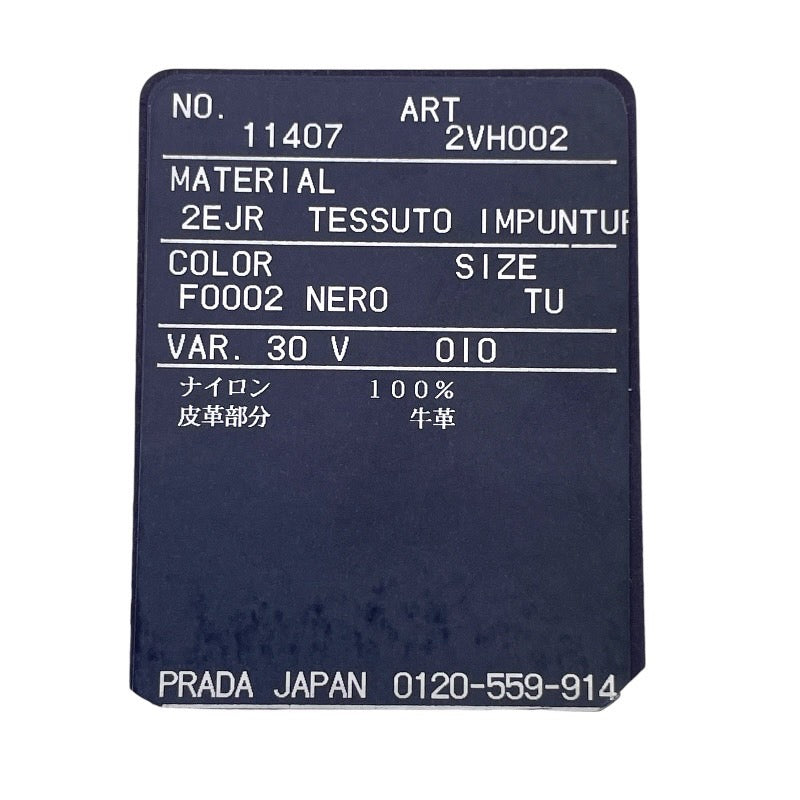 NO. ART
11407 2VH002
MATERIAL
2EJR TESSUTO IMPUNTUR
COLOR SIZE
F0002 NERO TU
VAR. 30 V OIO
ナイロン 100%
皮革部分 牛革
PRADA JAPAN 0120-559-914